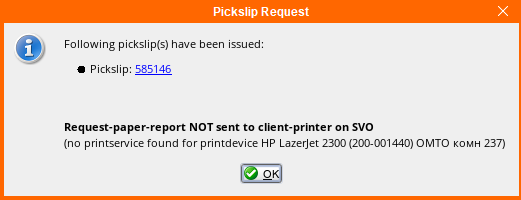 Pickslip Request
Following pickslip(s) have been issued:
Pickslip: 585146
Request-paper-report NOT sent to client-printer on SVO
(no printservice found for printdevice HP LazerJet 2300 (200-001440) ОМТО комн 237)
OK